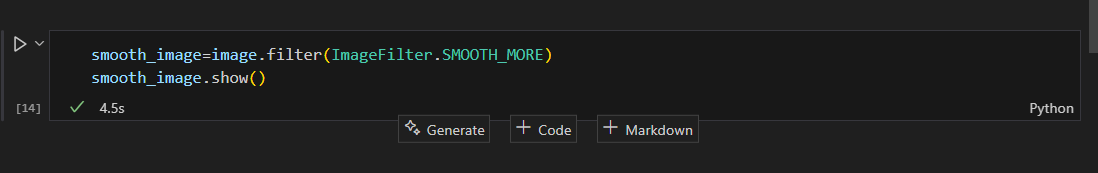 smooth_image=image.filter(ImageFilter.SMOOTH_MORE)
smooth_image.show()
[14] 4.5s Python
Generate Code Markdown